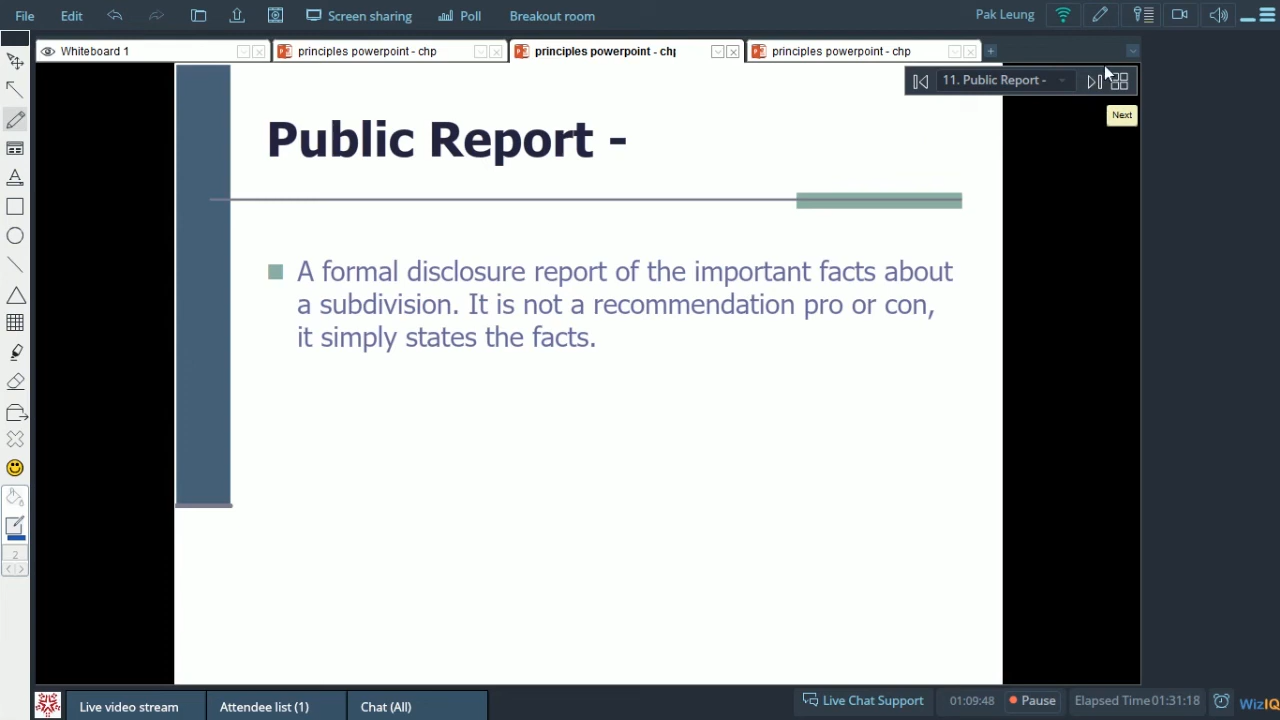 File Edit Screen sharing Poll Breakout room Pak Leung
Whiteboard 1 principles powerpoint - chp principles powerpoint - chp principles powerpoint - chp
11. Public Report -
Next
Public Report -
A formal disclosure report of the important facts about
a subdivision. It is not a recommendation pro or con,
it simply states the facts.
2
Live video stream Attendee list (1) Chat (All) Live Chat Support 01:09:48 Pause Elapsed Time 01:31:18 WizIQ